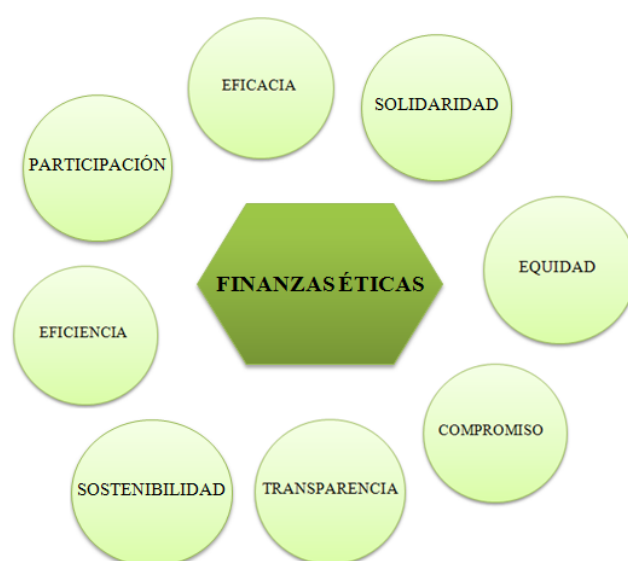 EFICACIA
SOLIDARIDAD
PARTICIPACIÓN
FINANZAS ÉTICAS
EQUIDAD
EFICIENCIA
COMPROMISO
SOSTENIBILIDAD
TRANSPARENCIA